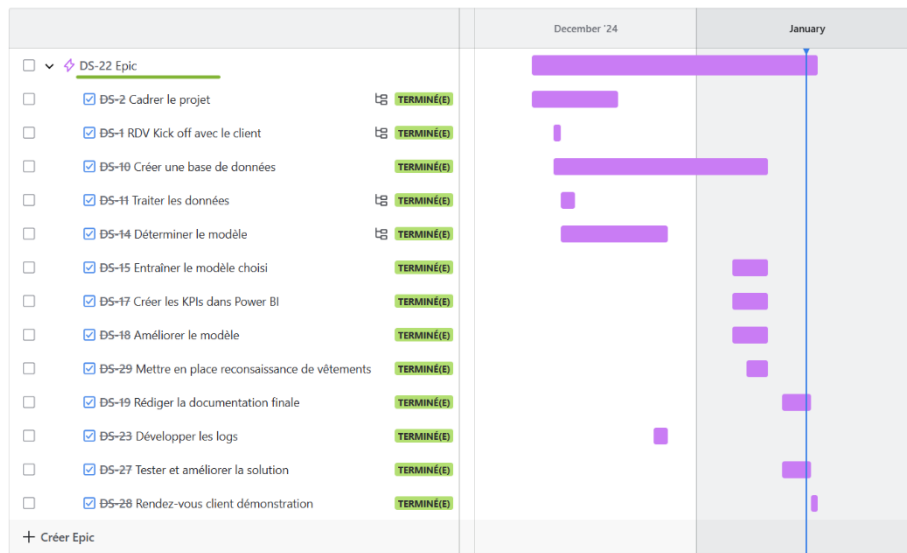 December '24 January
DS-22 Epic
DS-2 Cadrer le projet TERMINÉ(E)
DS-1 RDV Kick off avec le client TERMINÉ(E)
DS-10 Créer une base de données TERMINÉ(E)
DS-11 Traiter les données TERMINÉ(E)
DS-14 Déterminer le modèle TERMINÉ(E)
DS-15 Entraîner le modèle choisi TERMINÉ(E)
DS-17 Créer les KPIs dans Power BI TERMINÉ(E)
DS-18 Améliorer le modèle TERMINÉ(E)
DS-29 Mettre en place reconsaissance de vêtements TERMINÉ(E)
DS-19 Rédiger la documentation finale TERMINÉ(E)
DS-23 Développer les logs TERMINÉ(E)
DS-27 Tester et améliorer la solution TERMINÉ(E)
DS-28 Rendez-vous client démonstration TERMINÉ(E)
+ Créer Epic